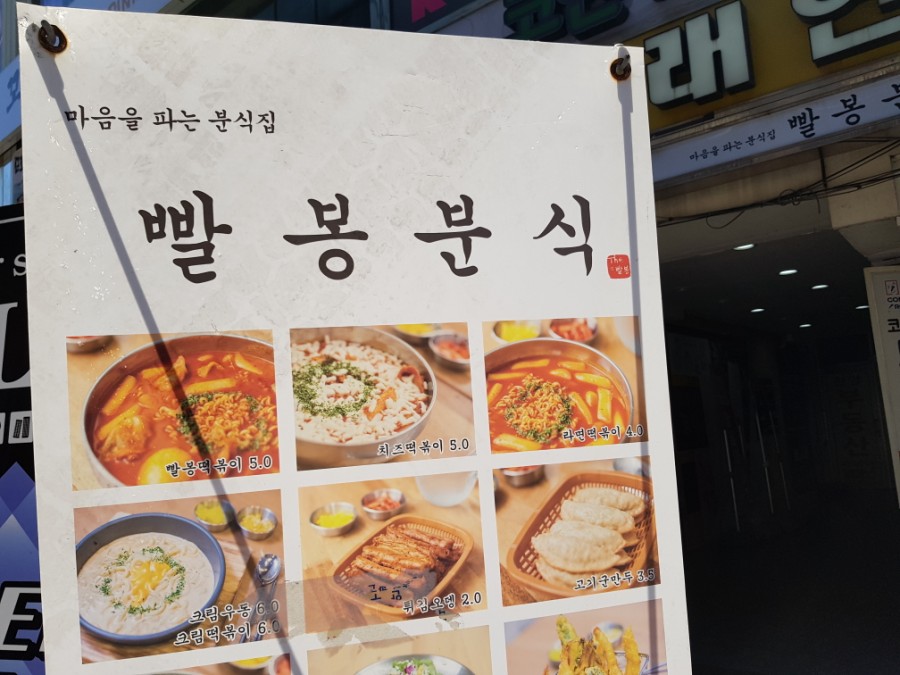 마음을 파는 분식집
빨봉분식
빨봉떡볶이 5.0
치즈떡볶이 5.0
라면떡볶이 4.0
크림우동 6.0
크림떡볶이 6.0
튀김오뎅 2.0
고기군만두 3.5
래
마음을 파는 분식집 빨봉